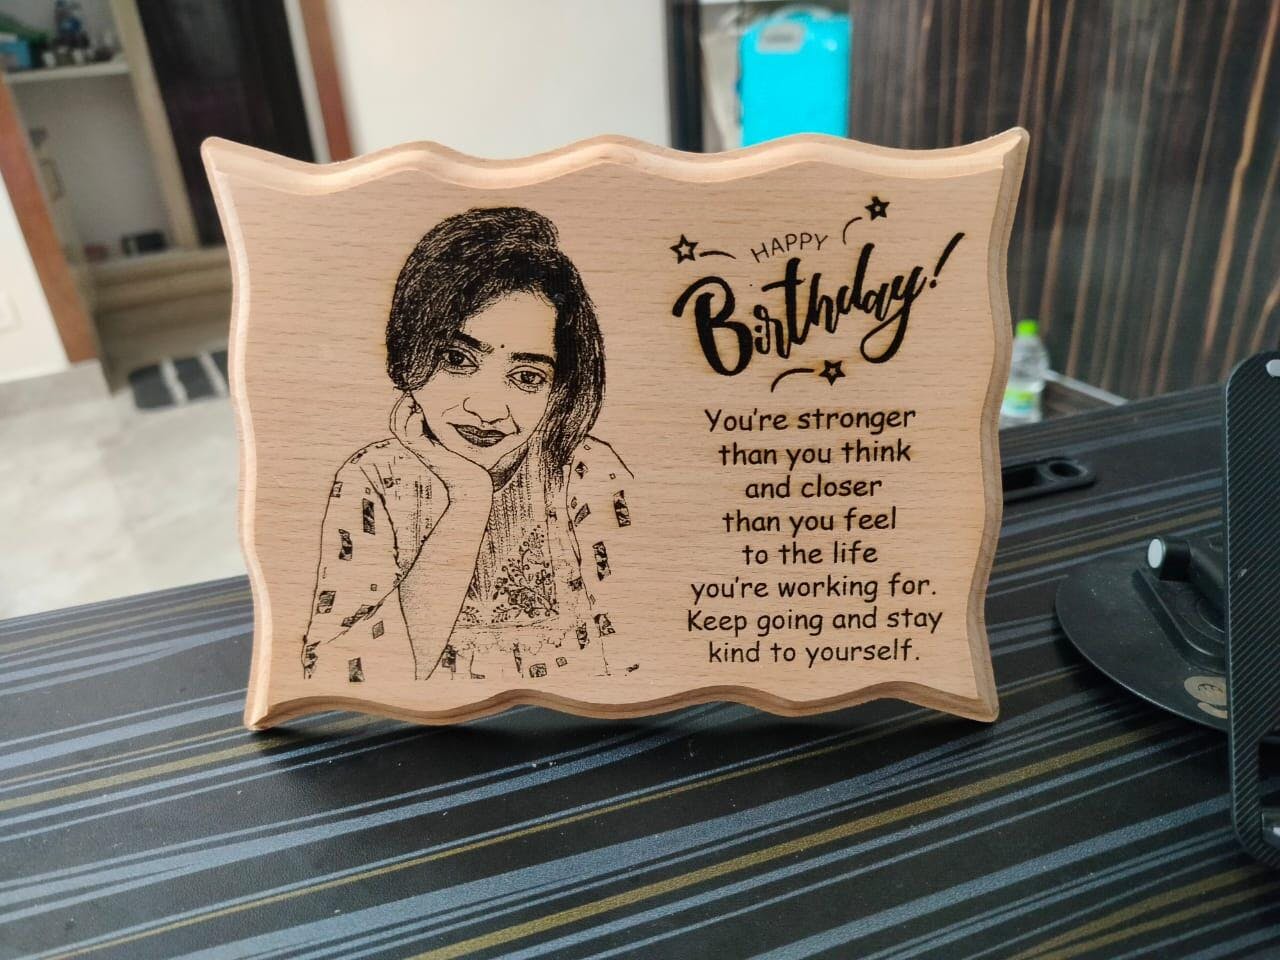 HAPPY
Birthday!
You're stronger
than you think
and closer
than you feel
to the life
you're working for.
Keep going and stay
kind to yourself.